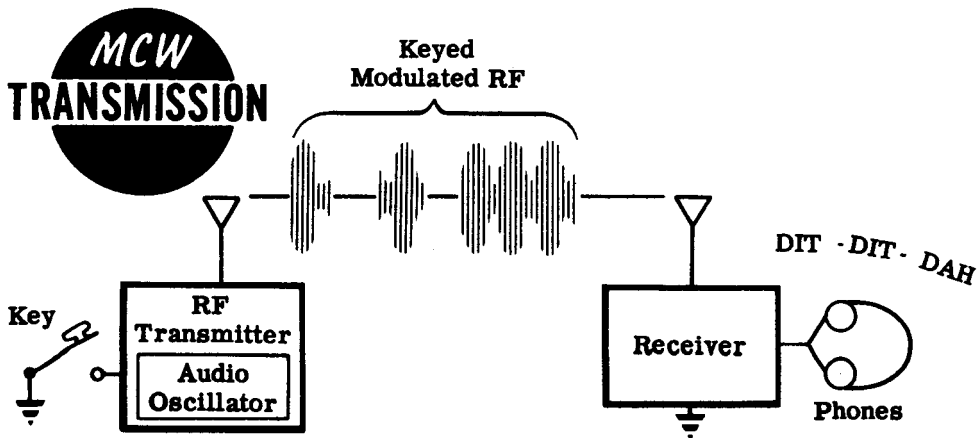 MCW
TRANSMISSION
Keyed
Modulated RF
DIT - DIT - DAH
Key
RF
Transmitter
Audio
Oscillator
Receiver
Phones